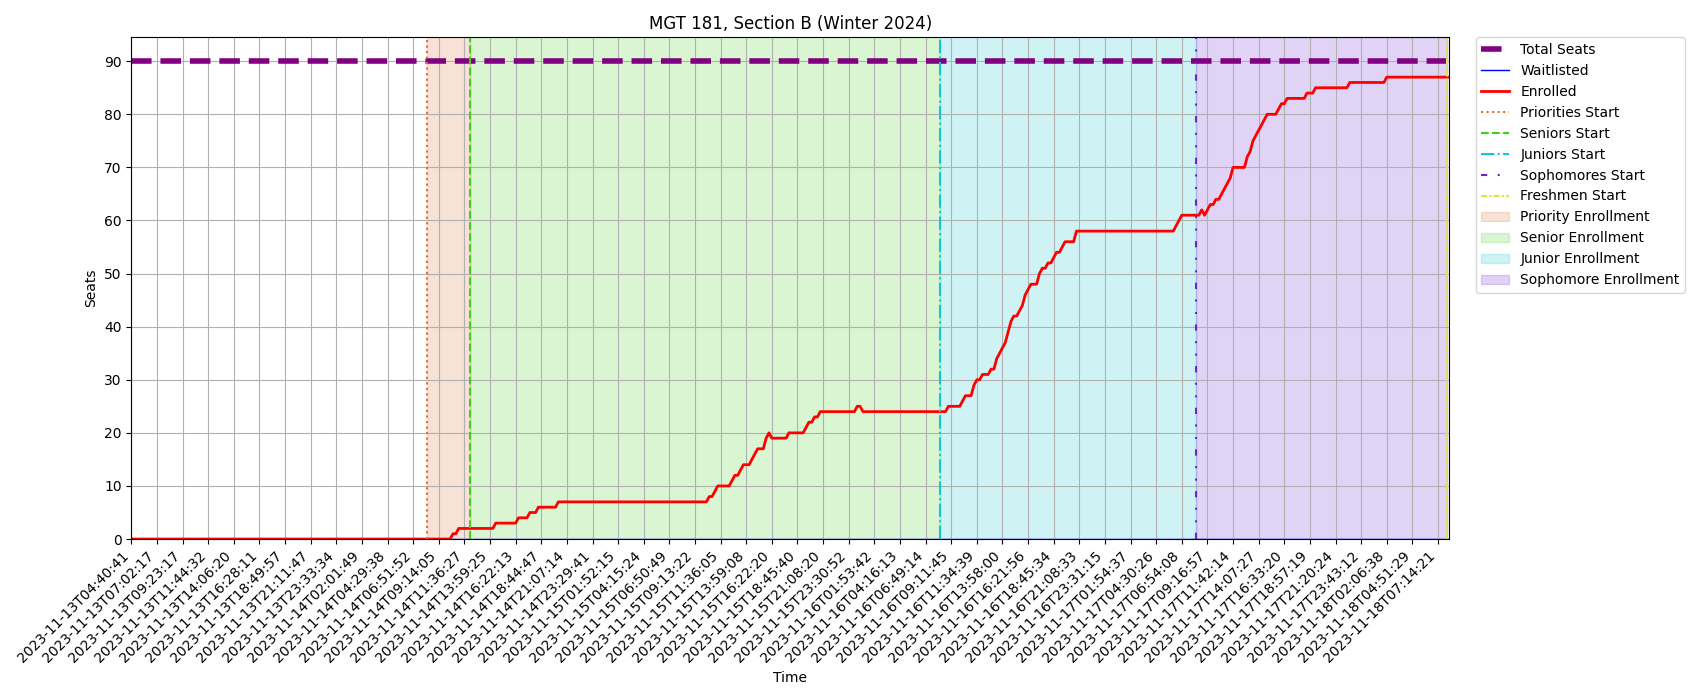 MGT 181, Section B (Winter 2024)
Total Seats
Waitlisted
Enrolled
Priorities Start
Seniors Start
Juniors Start
Sophomores Start
Freshmen Start
Priority Enrollment
Senior Enrollment
Junior Enrollment
Sophomore Enrollment
Seats
90
80
70
60
50
40
30
20
10
0
2023-11-13T04:40:41
2023-11-13T07:02:17
2023-11-13T09:23:17
2023-11-13T11:44:32
2023-11-13T14:06:20
2023-11-13T16:28:11
2023-11-13T18:49:57
2023-11-13T21:11:47
2023-11-13T23:33:34
2023-11-14T02:01:49
2023-11-14T04:29:38
2023-11-14T06:51:52
2023-11-14T09:14:05
2023-11-14T11:36:27
2023-11-14T13:59:25
2023-11-14T16:22:13
2023-11-14T18:44:47
2023-11-14T21:07:14
2023-11-14T23:29:41
2023-11-15T01:52:15
2023-11-15T04:15:24
2023-11-15T06:50:49
2023-11-15T09:13:22
2023-11-15T11:36:05
2023-11-15T13:59:08
2023-11-15T16:22:20
2023-11-15T18:45:40
2023-11-15T21:08:20
2023-11-15T23:30:52
2023-11-16T01:53:42
2023-11-16T04:16:13
2023-11-16T06:49:14
2023-11-16T09:11:45
2023-11-16T11:34:39
2023-11-16T13:58:00
2023-11-16T16:21:56
2023-11-16T18:45:34
2023-11-16T21:08:33
2023-11-16T23:31:15
2023-11-17T01:54:37
2023-11-17T04:30:26
2023-11-17T06:54:08
2023-11-17T09:16:57
2023-11-17T11:42:14
2023-11-17T14:07:27
2023-11-17T16:33:20
2023-11-17T18:57:19
2023-11-17T21:20:24
2023-11-17T23:43:12
2023-11-18T02:06:38
2023-11-18T04:51:29
2023-11-18T07:14:21
Time